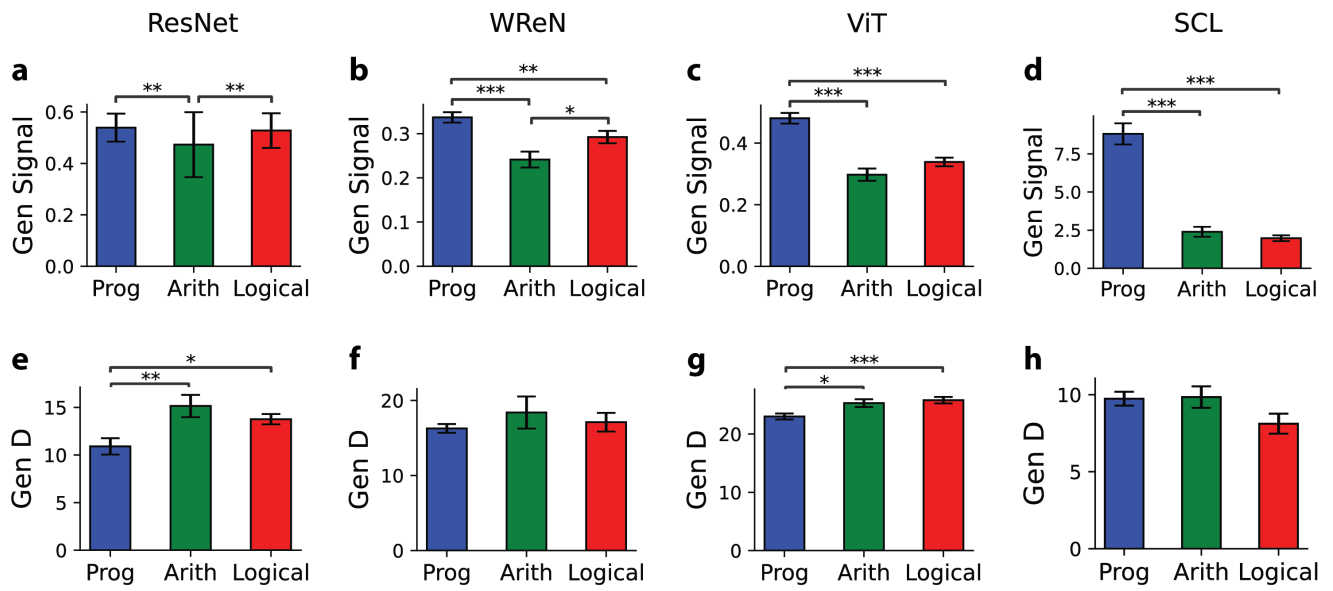 ResNet WReN ViT SCL
a b c d
** ** ** *** * *** *** *** ***
Gen Signal
0.6
0.4
0.2
0.0
Prog Arith Logical
Gen Signal
0.3
0.2
0.1
0.0
Prog Arith Logical
Gen Signal
0.4
0.2
0.0
Prog Arith Logical
Gen Signal
7.5
5.0
2.5
0.0
Prog Arith Logical
e f g h
* ** *** *
Gen D
15
10
5
0
Prog Arith Logical
Gen D
20
10
0
Prog Arith Logical
Gen D
20
10
0
Prog Arith Logical
Gen D
10
5
0
Prog Arith Logical